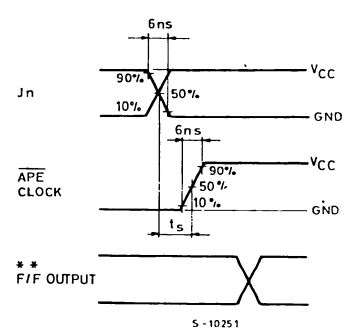 6ns
VCC
90%
Jn
50%
10%
GND
6ns
VCC
90%
APE
CLOCK
50%
10%
GND
ts
* *
F/F OUTPUT
S-10251